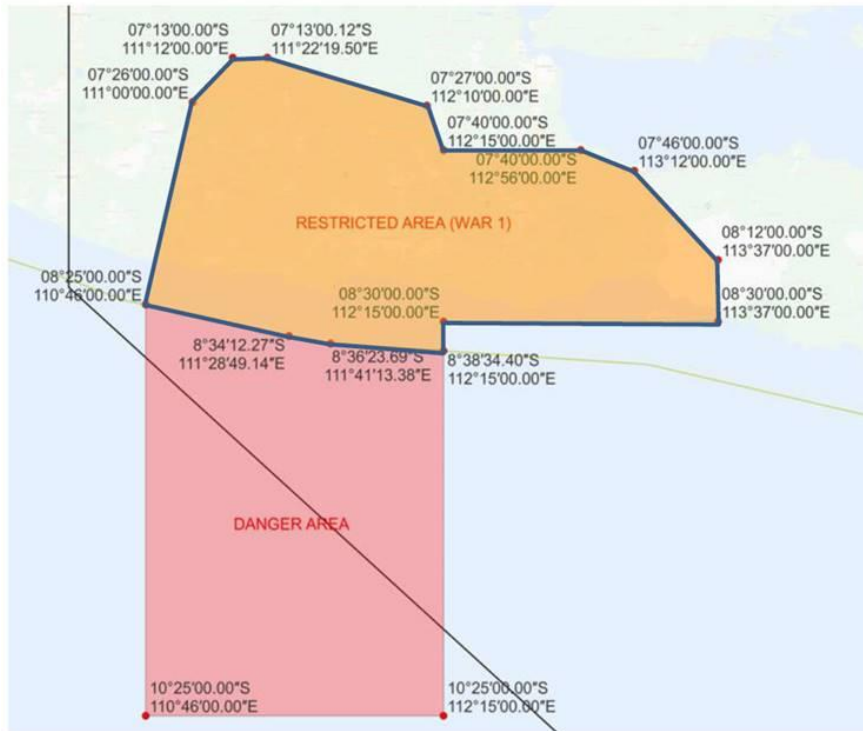 07°13′00.00″S
111°12′00.00″E
07°13′00.12″S
111°22′19.50″E
07°26′00.00″S
111°00′00.00″E
07°27′00.00″S
112°10′00.00″E
07°40′00.00″S
112°15′00.00″E
07°40′00.00″S
112°56′00.00″E
07°46′00.00″S
113°12′00.00″E
RESTRICTED AREA (WAR 1)
08°12′00.00″S
113°37′00.00″E
08°25′00.00″S
110°46′00.00″E
08°30′00.00″S
112°15′00.00″E
08°30′00.00″S
113°37′00.00″E
8°34′12.27″S
111°28′49.14″E
8°36′23.69″S
111°41′13.38″E
8°38′34.40″S
112°15′00.00″E
DANGER AREA
10°25′00.00″S
110°46′00.00″E
10°25′00.00″S
112°15′00.00″E